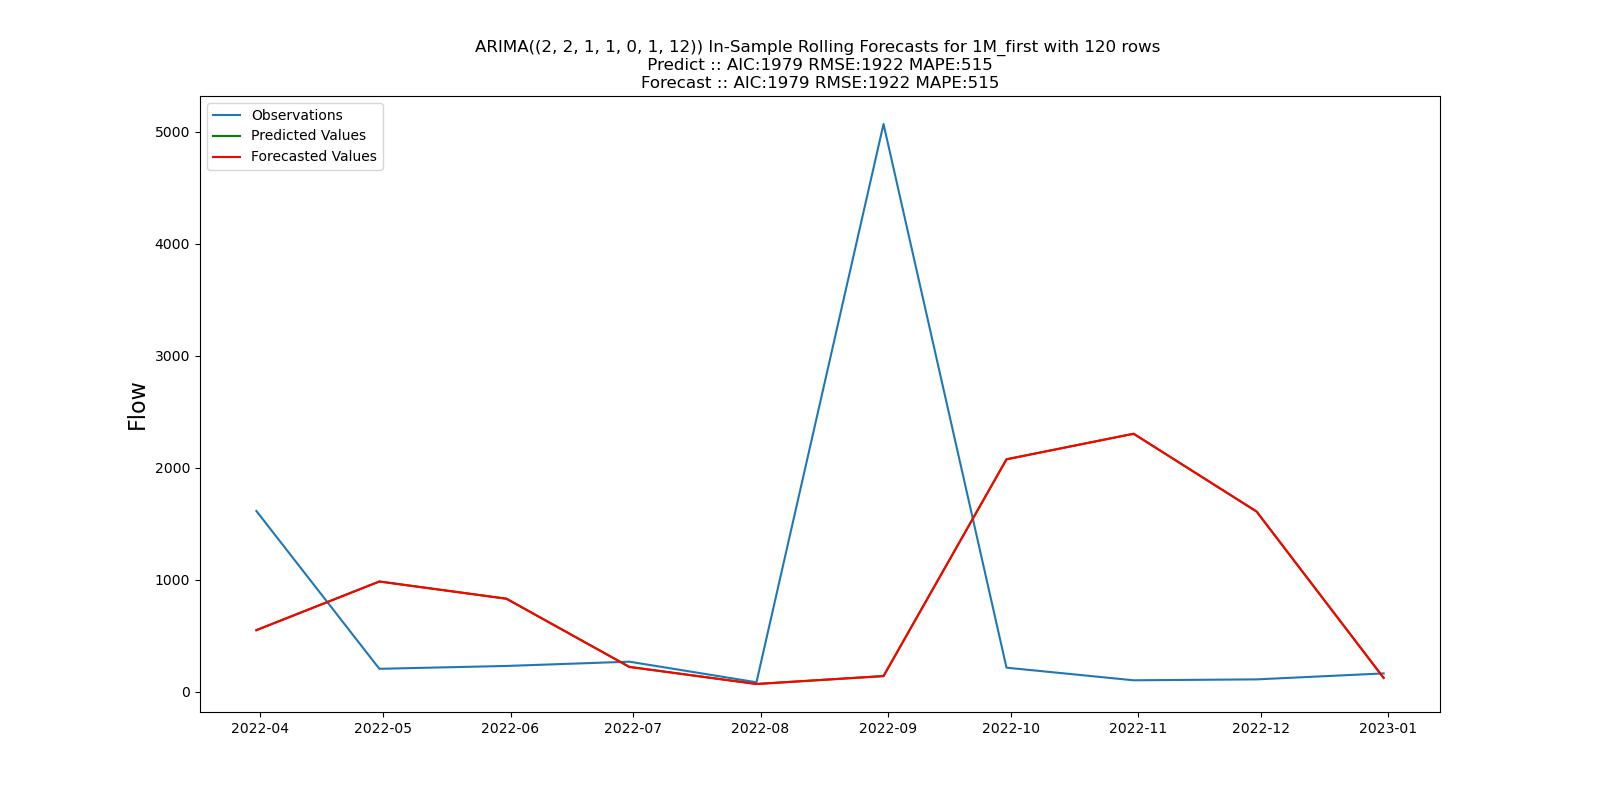 ARIMA((2, 2, 1, 1, 0, 1, 12)) In-Sample Rolling Forecasts for 1M_first with 120 rows
Predict :: AIC:1979 RMSE:1922 MAPE:515
Forecast :: AIC:1979 RMSE:1922 MAPE:515
Observations
Predicted Values
Forecasted Values
5000
4000
3000
2000
1000
0
Flow
2022-04 2022-05 2022-06 2022-07 2022-08 2022-09 2022-10 2022-11 2022-12 2023-01